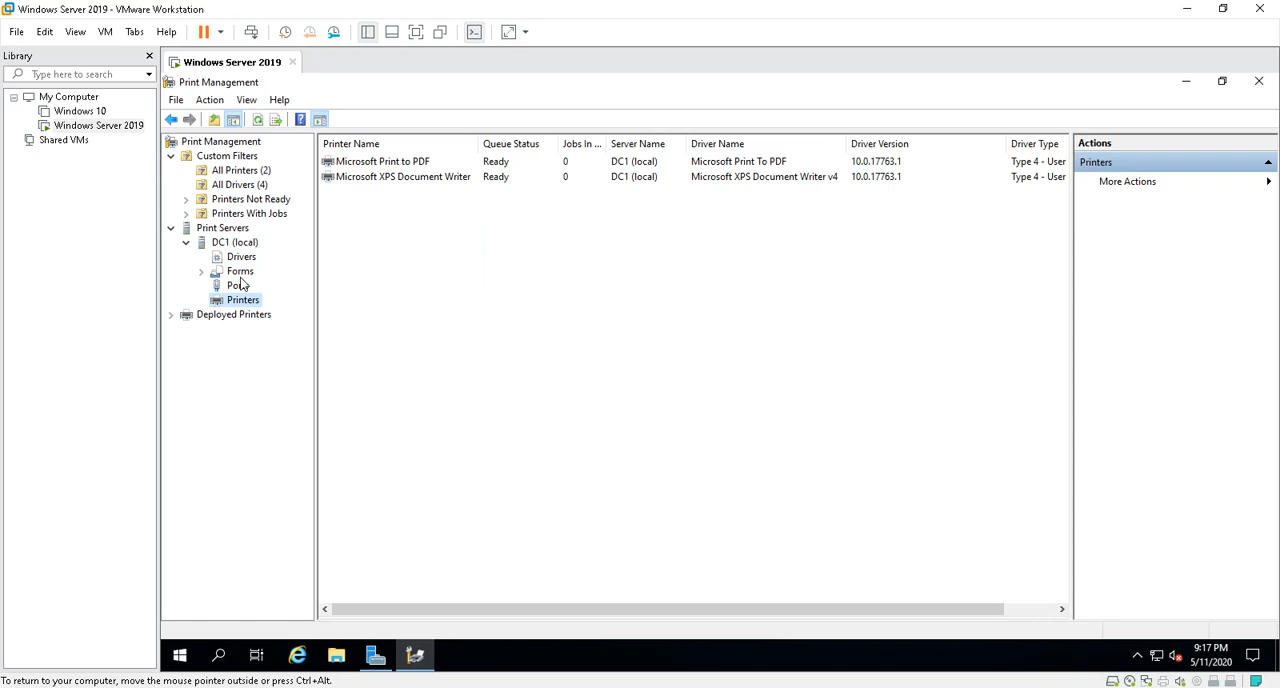 Windows Server 2019 - VMware Workstation
File Edit View VM Tabs Help
Library
Type here to search
My Computer
Windows 10
Windows Server 2019
Shared VMs
Windows Server 2019
Print Management
File Action View Help
Print Management
Custom Filters
All Printers (2)
All Drivers (4)
Printers Not Ready
Printers With Jobs
Print Servers
DC1 (local)
Drivers
Forms
Printers
Deployed Printers
Printer Name Queue Status Jobs In ... Server Name Driver Name Driver Version Driver Type
Microsoft Print to PDF Ready 0 DC1 (local) Microsoft Print To PDF 10.0.17763.1 Type 4 - User
Microsoft XPS Document Writer Ready 0 DC1 (local) Microsoft XPS Document Writer v4 10.0.17763.1 Type 4 - User
Actions
Printers
More Actions
9:17 PM
5/11/2020
To return to your computer, move the mouse pointer outside or press Ctrl+Alt.